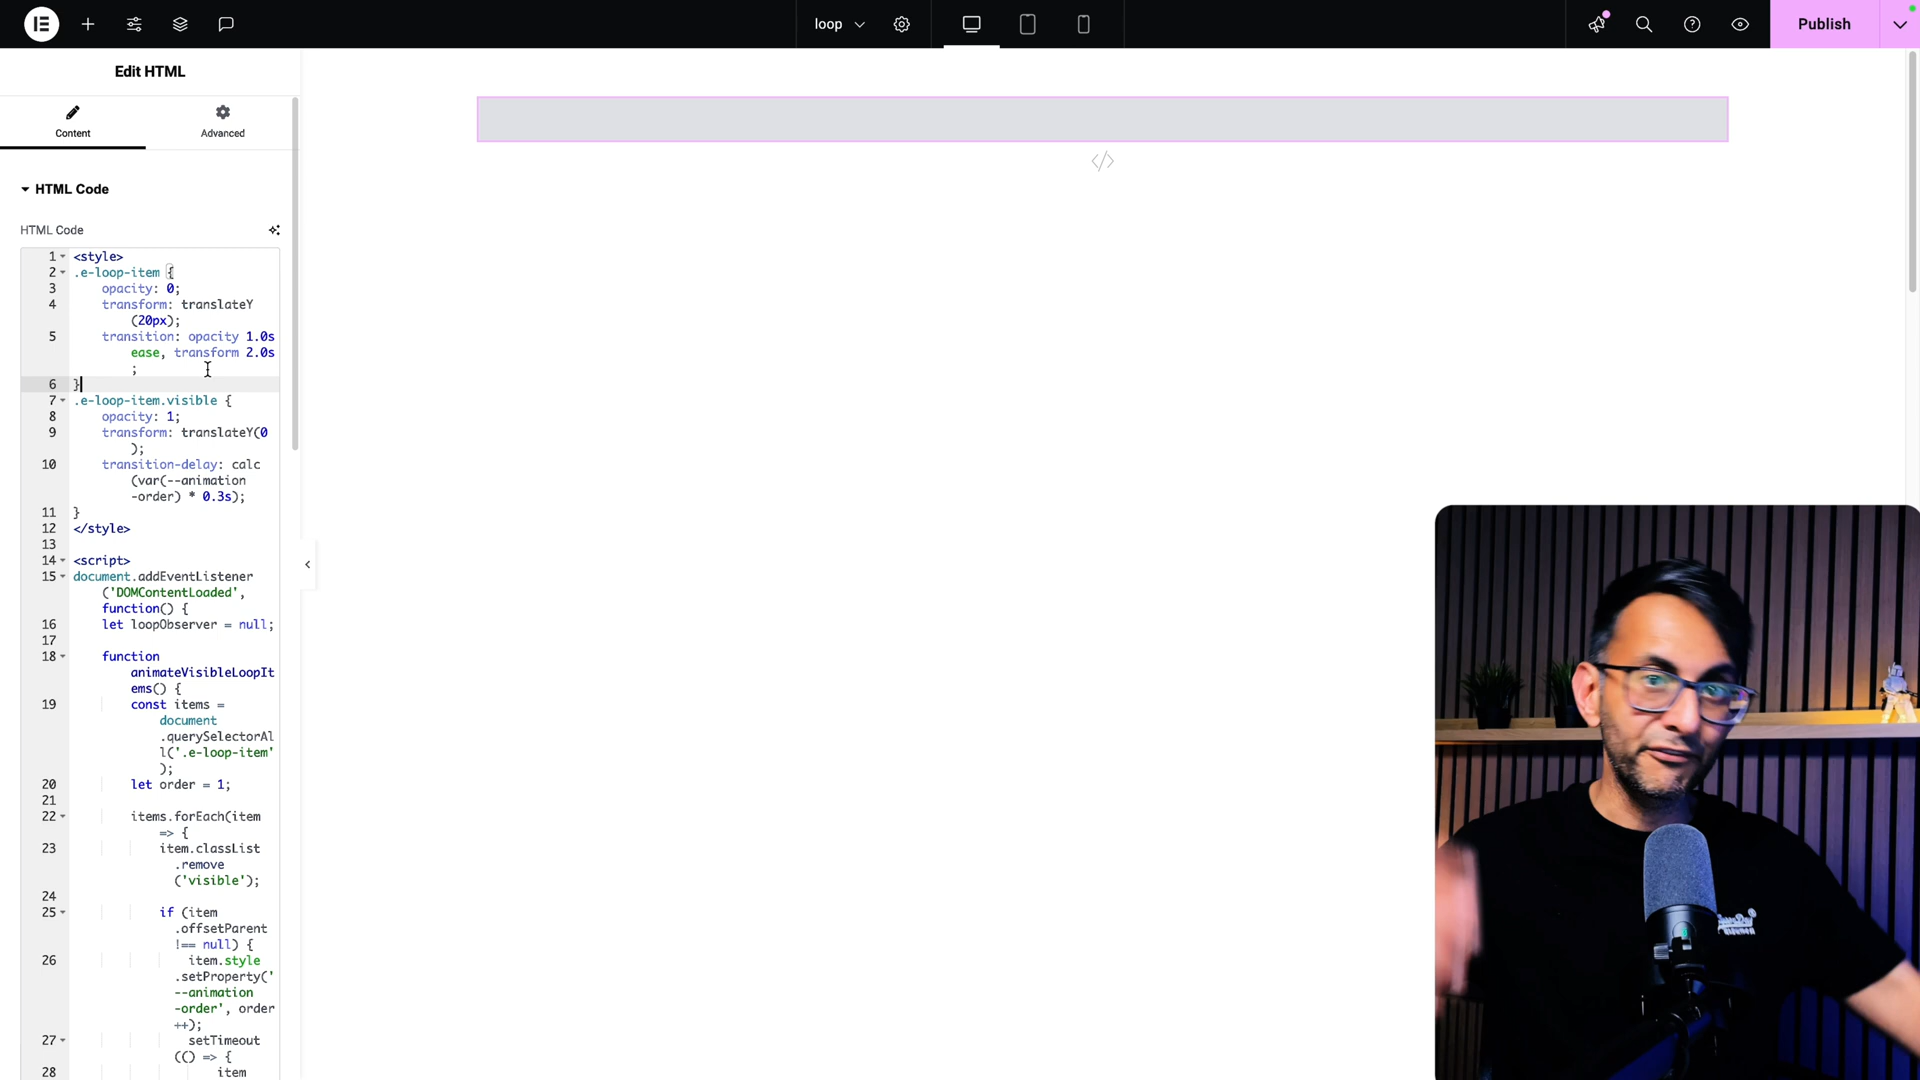 loop
Publish
Edit HTML
Content
Advanced
HTML Code
HTML Code
1 <style>
2 .e-loop-item {
3 opacity: 0;
4 transform: translateY
(20px);
5 transition: opacity 1.0s
ease, transform 2.0s
;
6 }
7 .e-loop-item.visible {
8 opacity: 1;
9 transform: translateY(0
);
10 transition-delay: calc
(var(--animation
-order) * 0.3s);
11 }
12 </style>
13
14 <script>
15 document.addEventListener
('DOMContentLoaded',
function() {
16 let loopObserver = null;
17
18 function
animateVisibleLoopIt
ems() {
19 const items =
document
.querySelectorAl
l('.e-loop-item'
);
20 let order = 1;
21
22 items.forEach(item
=> {
23 item.classList
.remove
('visible');
24
25 if (item
.offsetParent
!== null) {
26 item.style
.setProperty('
--animation
-order', order
++);
27 setTimeout
(() => {
28 item